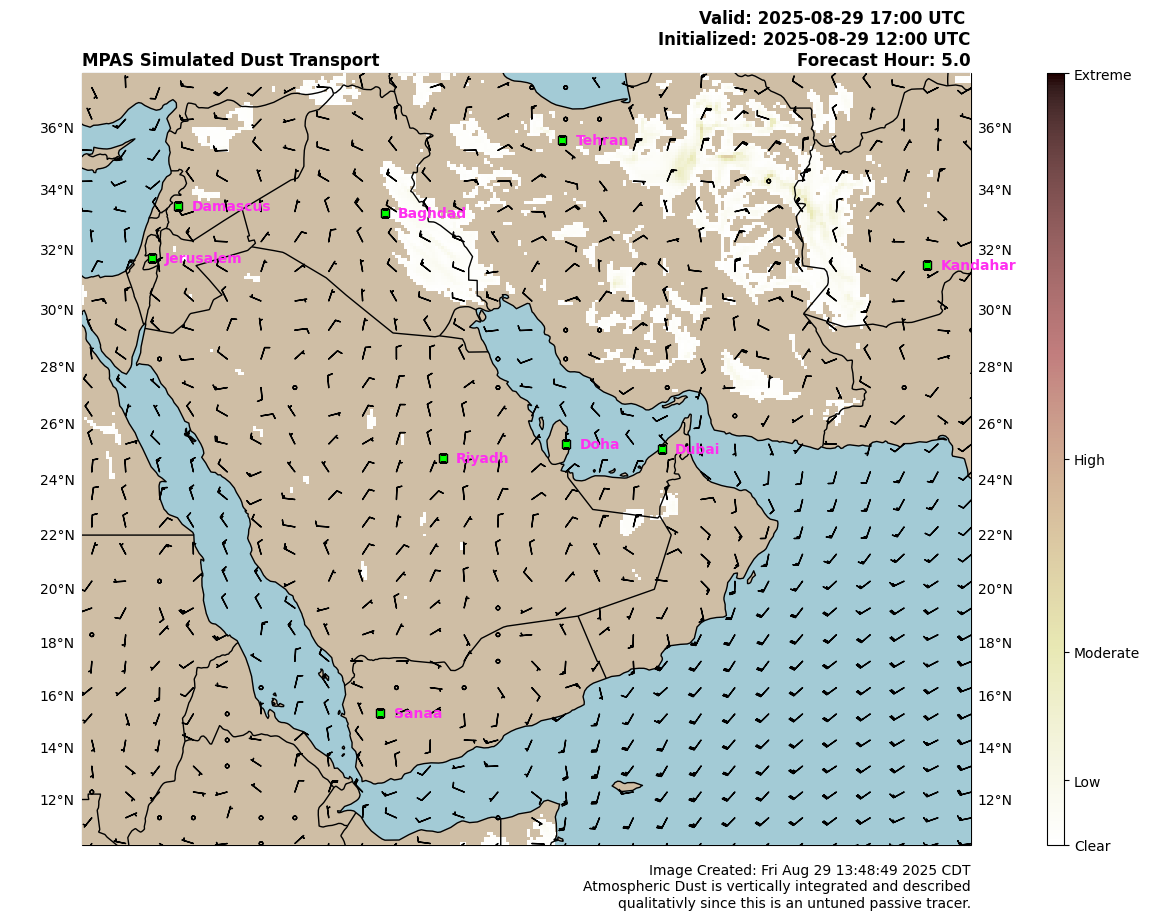 Valid: 2025-08-29 17:00 UTC
Initialized: 2025-08-29 12:00 UTC
MPAS Simulated Dust Transport
Forecast Hour: 5.0
Extreme
36°N
36°N
Tehran
34°N
34°N
Damascus
Baghdad
32°N
32°N
Jerusalem
Kandahar
30°N
30°N
28°N
28°N
26°N
26°N
Doha
Dubai
Riyadh
High
24°N
24°N
22°N
22°N
20°N
20°N
18°N
18°N
Moderate
16°N
16°N
Sanaa
14°N
14°N
Low
12°N
12°N
Clear
Image Created: Fri Aug 29 13:48:49 2025 CDT
Atmospheric Dust is vertically integrated and described
qualitativly since this is an untuned passive tracer.